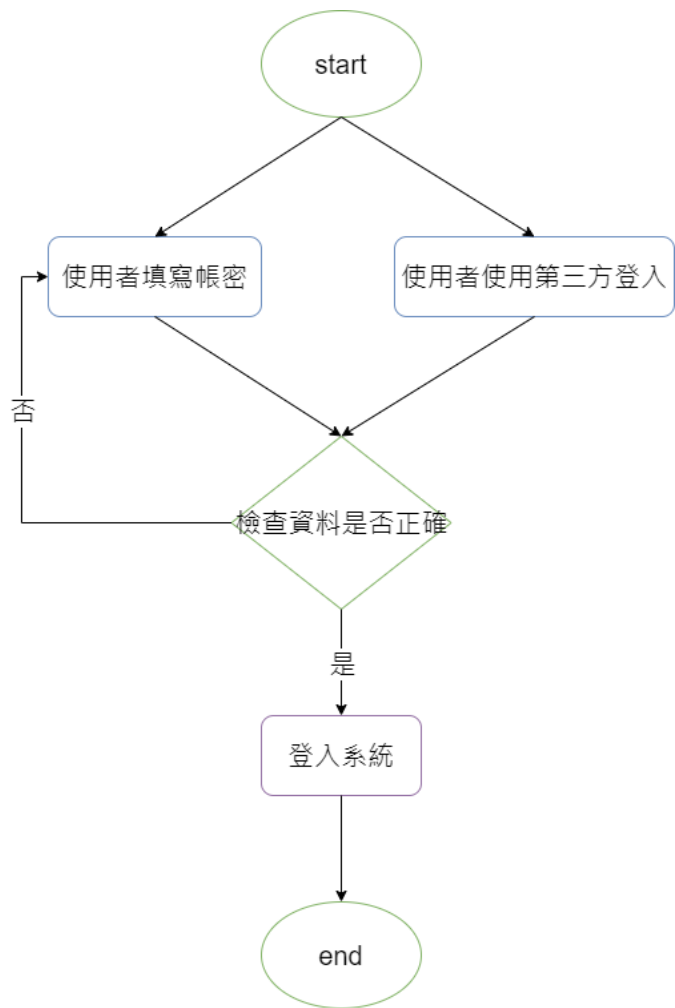 start
使用者填寫帳密
使用者使用第三方登入
否
檢查資料是否正確
是
登入系統
end